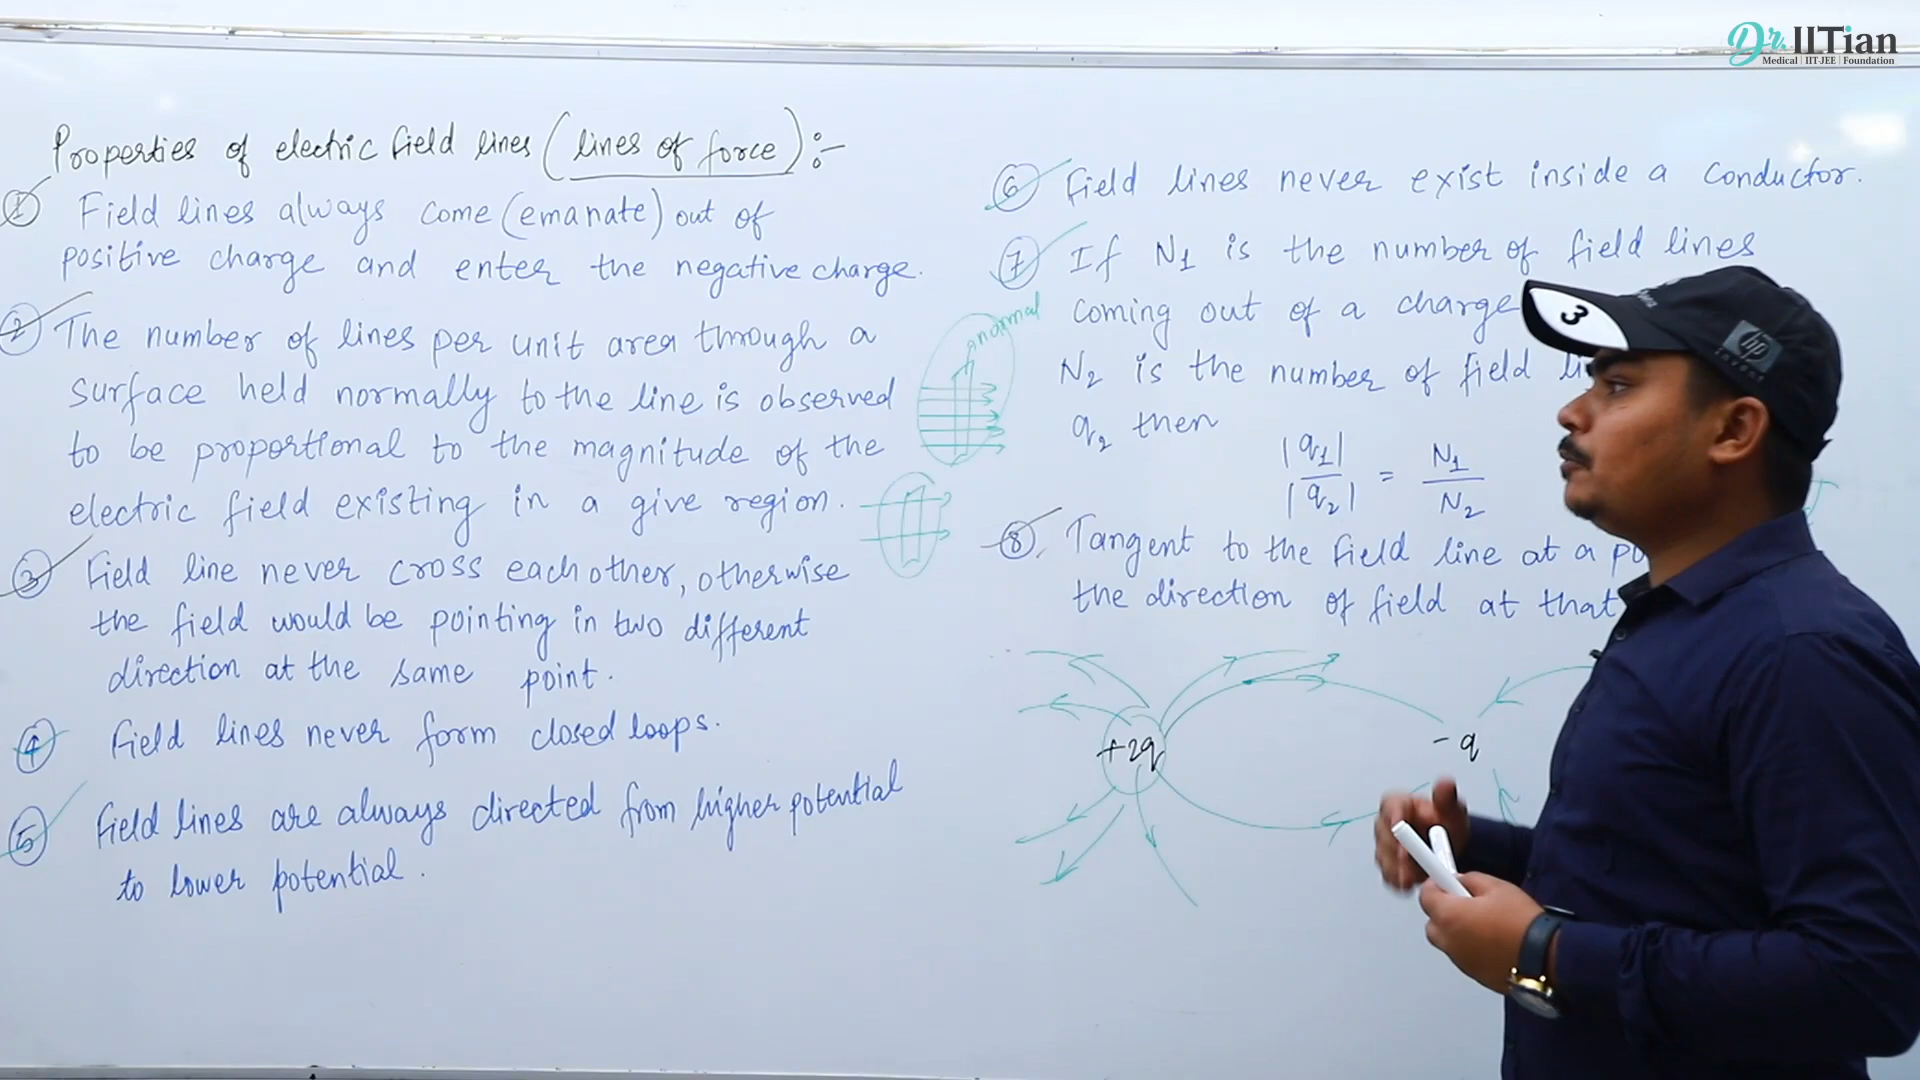 Dr. IITian
Medical | IIT-JEE | Foundation
Properties of electric field lines (lines of force) :-
① Field lines always come (emanate) out of
positive charge and enter the negative charge.
② The number of lines per unit area through a
surface held normally to the line is observed
to be proportional to the magnitude of the
electric field existing in a give region.
③ Field line never cross each other, otherwise
the field would be pointing in two different
direction at the same point.
④ Field lines never form closed loops.
⑤ Field lines are always directed from higher potential
to lower potential.
normal
⑥ Field lines never exist inside a conductor.
⑦ If N1 is the number of field lines
coming out of a charge
N2 is the number of field
q2 then
|q1| / |q2| = N1 / N2
⑧ Tangent to the field line at a
the direction of field at that
+2q
-q
3
hp
invent